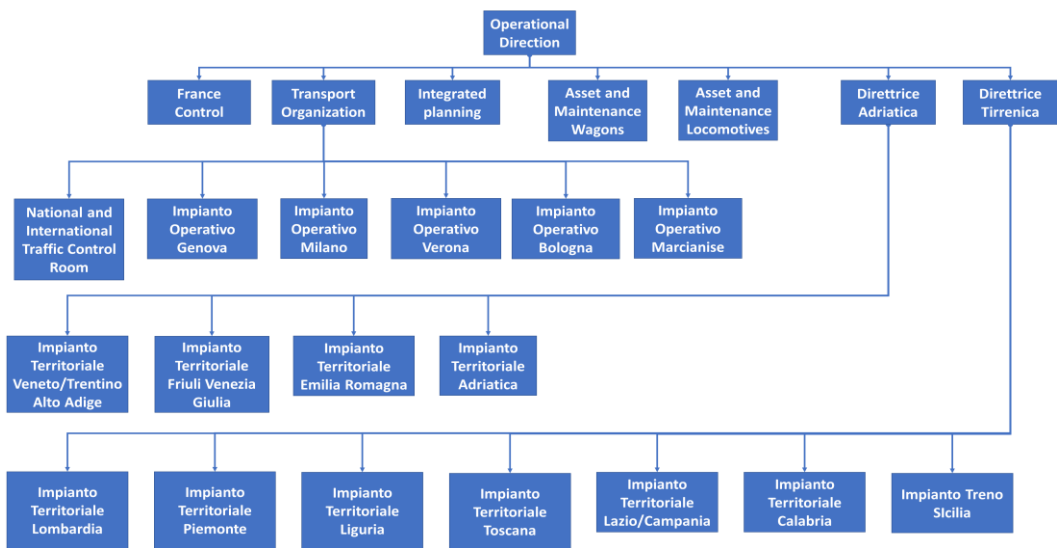 Operational
Direction
France
Control
Transport
Organization
Integrated
planning
Asset and
Maintenance
Wagons
Asset and
Maintenance
Locomotives
Direttrice
Adriatica
Direttrice
Tirrenica
National and
International
Traffic Control
Room
Impianto
Operativo
Genova
Impianto
Operativo
Milano
Impianto
Operativo
Verona
Impianto
Operativo
Bologna
Impianto
Operativo
Marcianise
Impianto
Territoriale
Veneto/Trentino
Alto Adige
Impianto
Territoriale
Friuli Venezia
Giulia
Impianto
Territoriale
Emilia Romagna
Impianto
Territoriale
Adriatica
Impianto
Territoriale
Lombardia
Impianto
Territoriale
Piemonte
Impianto
Territoriale
Liguria
Impianto
Territoriale
Toscana
Impianto
Territoriale
Lazio/Campania
Impianto
Territoriale
Calabria
Impianto Treno
SIcilia